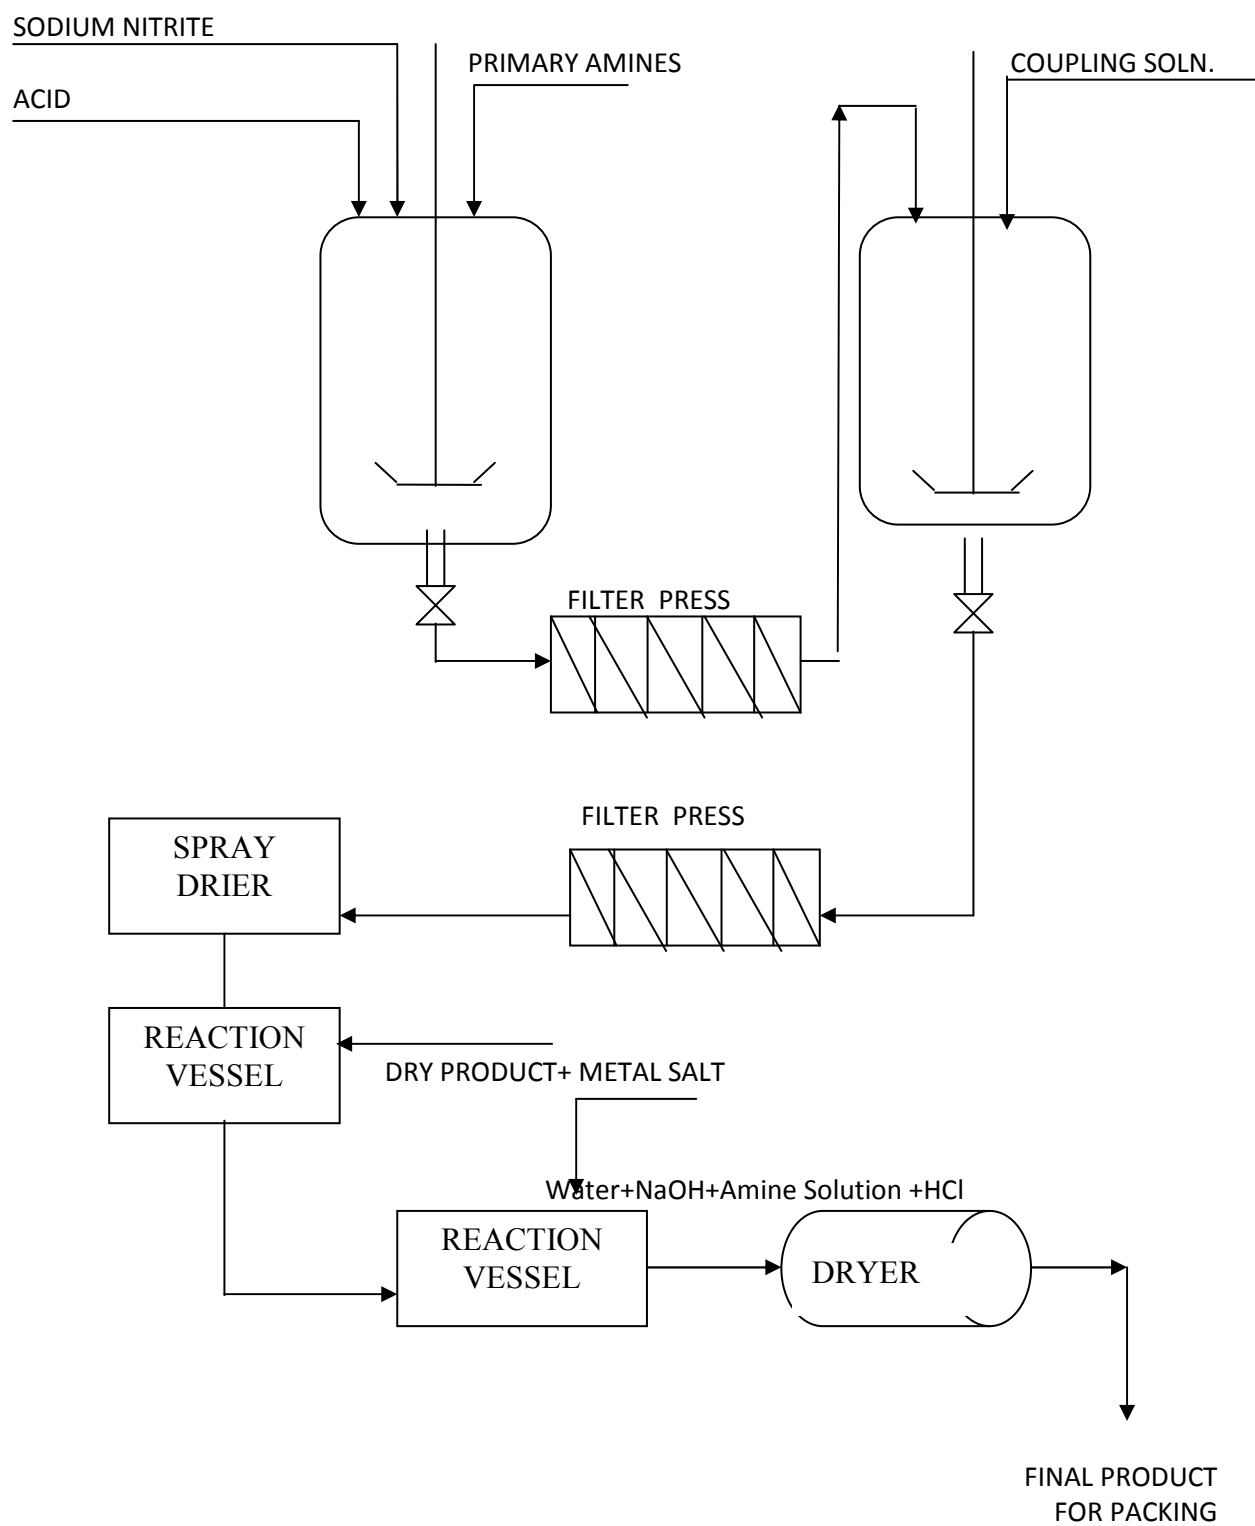 SODIUM NITRITE
PRIMARY AMINES
COUPLING SOLN.
ACID
FILTER PRESS
FILTER PRESS
SPRAY
DRIER
REACTION
VESSEL
DRY PRODUCT+ METAL SALT
Water+NaOH+Amine Solution +HCl
REACTION
VESSEL
DRYER
FINAL PRODUCT
FOR PACKING